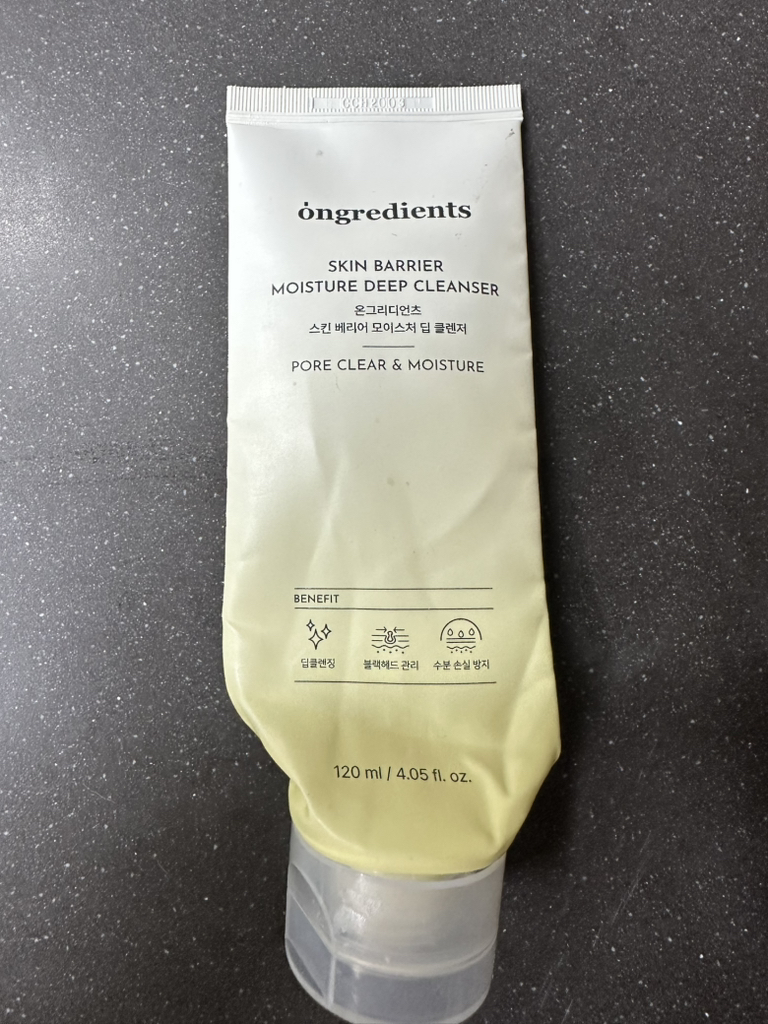 ongredients
SKIN BARRIER
MOISTURE DEEP CLEANSER
온그리디언츠
스킨 베리어 모이스처 딥 클렌저
PORE CLEAR & MOISTURE
BENEFIT
딥클렌징 블랙헤드 관리 수분 손실 방지
120 ml / 4.05 fl. oz.